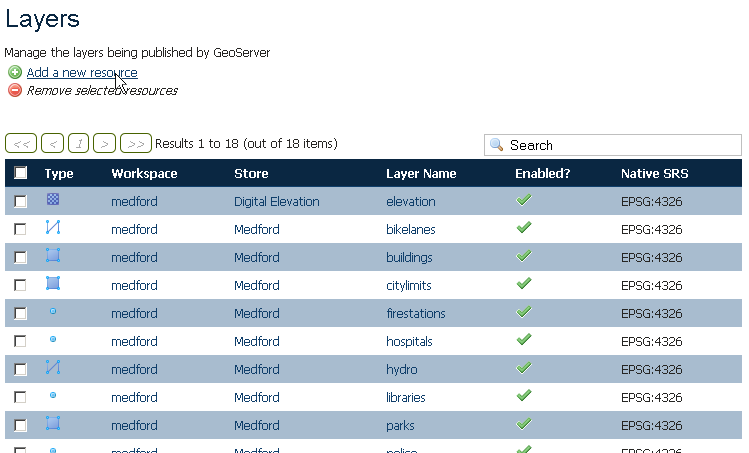 Layers
Manage the layers being published by GeoServer
Add a new resource
Remove selected resources
<< < 1 > >> Results 1 to 18 (out of 18 items) Search
Type Workspace Store Layer Name Enabled? Native SRS
medford Digital Elevation elevation EPSG:4326
medford Medford bikelanes EPSG:4326
medford Medford buildings EPSG:4326
medford Medford citylimits EPSG:4326
medford Medford firestations EPSG:4326
medford Medford hospitals EPSG:4326
medford Medford hydro EPSG:4326
medford Medford libraries EPSG:4326
medford Medford parks EPSG:4326
medford Medford police EPSG:4326